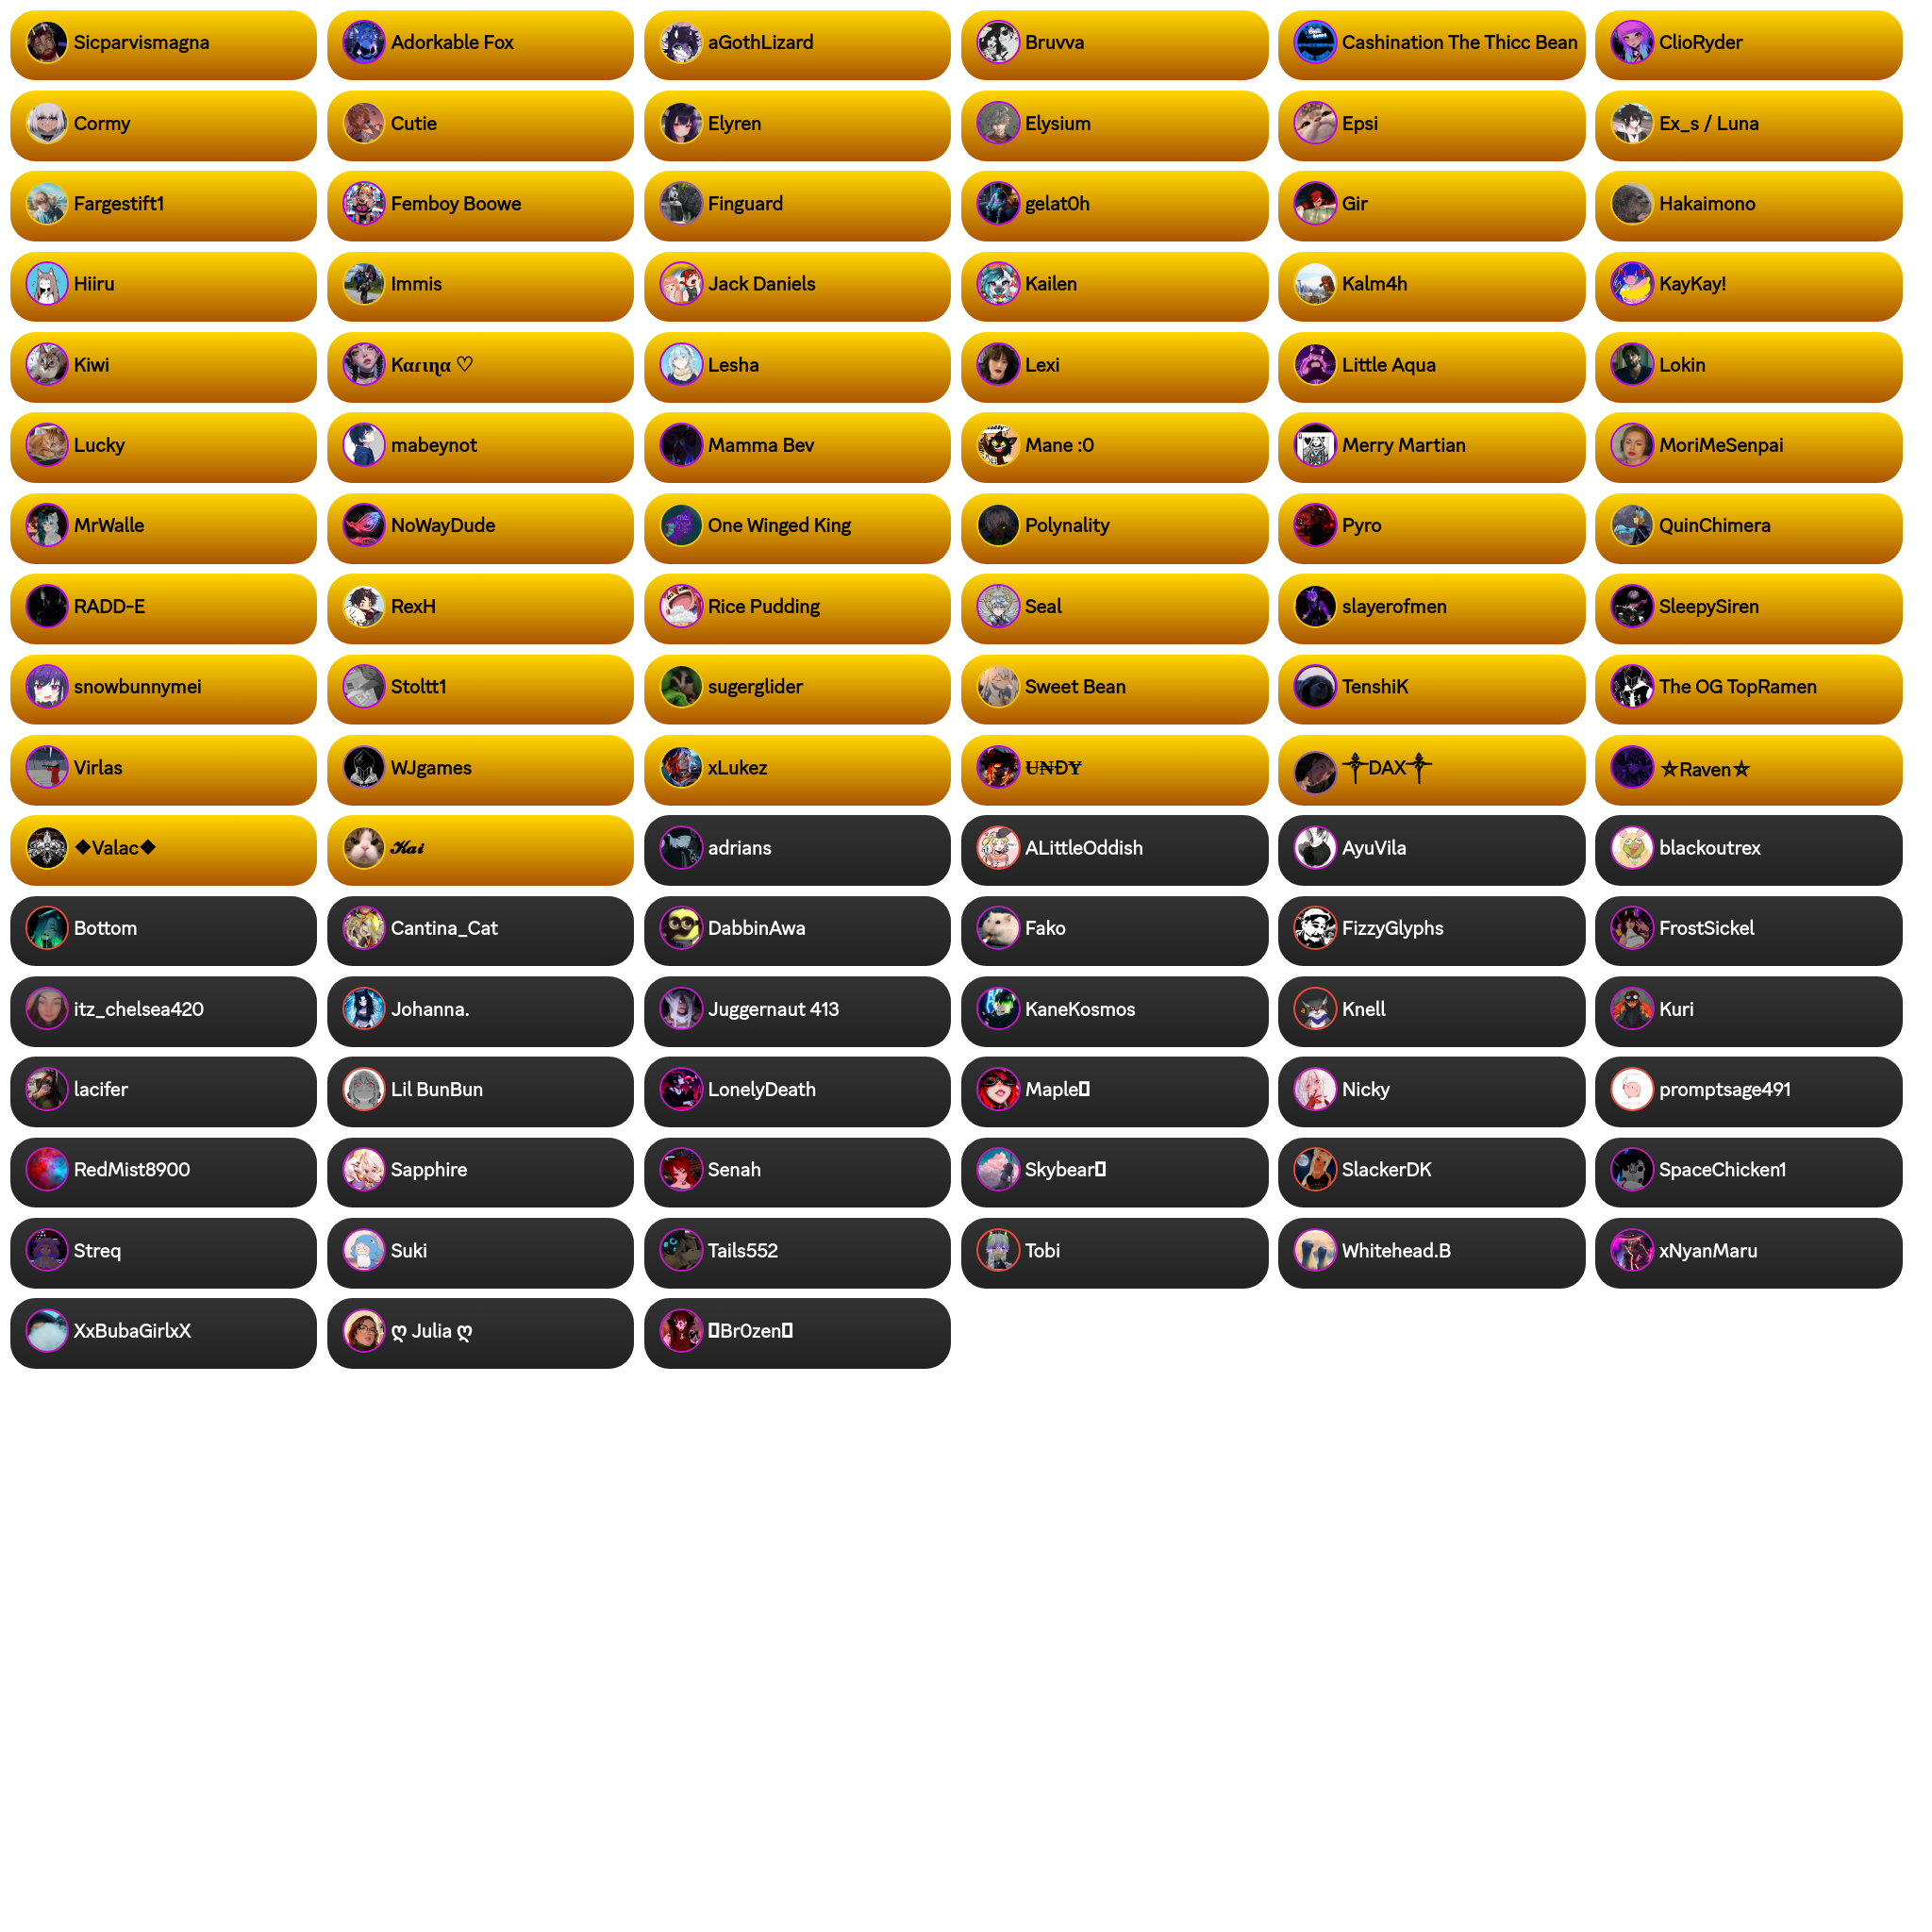 Sicparvismagna
Adorkable Fox
aGothLizard
Bruvva
Cashination The Thicc Bean
ClioRyder
Cormy
Cutie
Elyren
Elysium
Epsi
Ex_s / Luna
Fargestift1
Femboy Boowe
Finguard
gelat0h
Gir
Hakaimono
Hiiru
Immis
Jack Daniels
Kailen
Kalm4h
KayKay!
Kiwi
Kαɾιɳα ♡
Lesha
Lexi
Little Aqua
Lokin
Lucky
mabeynot
Mamma Bev
Mane :0
Merry Martian
MoriMeSenpai
MrWalle
NoWayDude
One Winged King
Polynality
Pyro
QuinChimera
RADD-E
RexH
Rice Pudding
Seal
slayerofmen
SleepySiren
snowbunnymei
Stoltt1
sugerglider
Sweet Bean
TenshiK
The OG TopRamen
Virlas
WJgames
xLukez
U̶N̶ĐY̶
༒DAX༒
⛤Raven⛤
◆Valac◆
𝓚𝓪𝓲
adrians
ALittleOddish
AyuVila
blackoutrex
Bottom
Cantina_Cat
DabbinAwa
Fako
FizzyGlyphs
FrostSickel
itz_chelsea420
Johanna.
Juggernaut 413
KaneKosmos
Knell
Kuri
lacifer
Lil BunBun
LonelyDeath
Maple▯
Nicky
promptsage491
RedMist8900
Sapphire
Senah
Skybear▯
SlackerDK
SpaceChicken1
Streq
Suki
Tails552
Tobi
Whitehead.B
xNyanMaru
XxBubaGirlxX
ღ Julia ღ
▯Br0zen▯